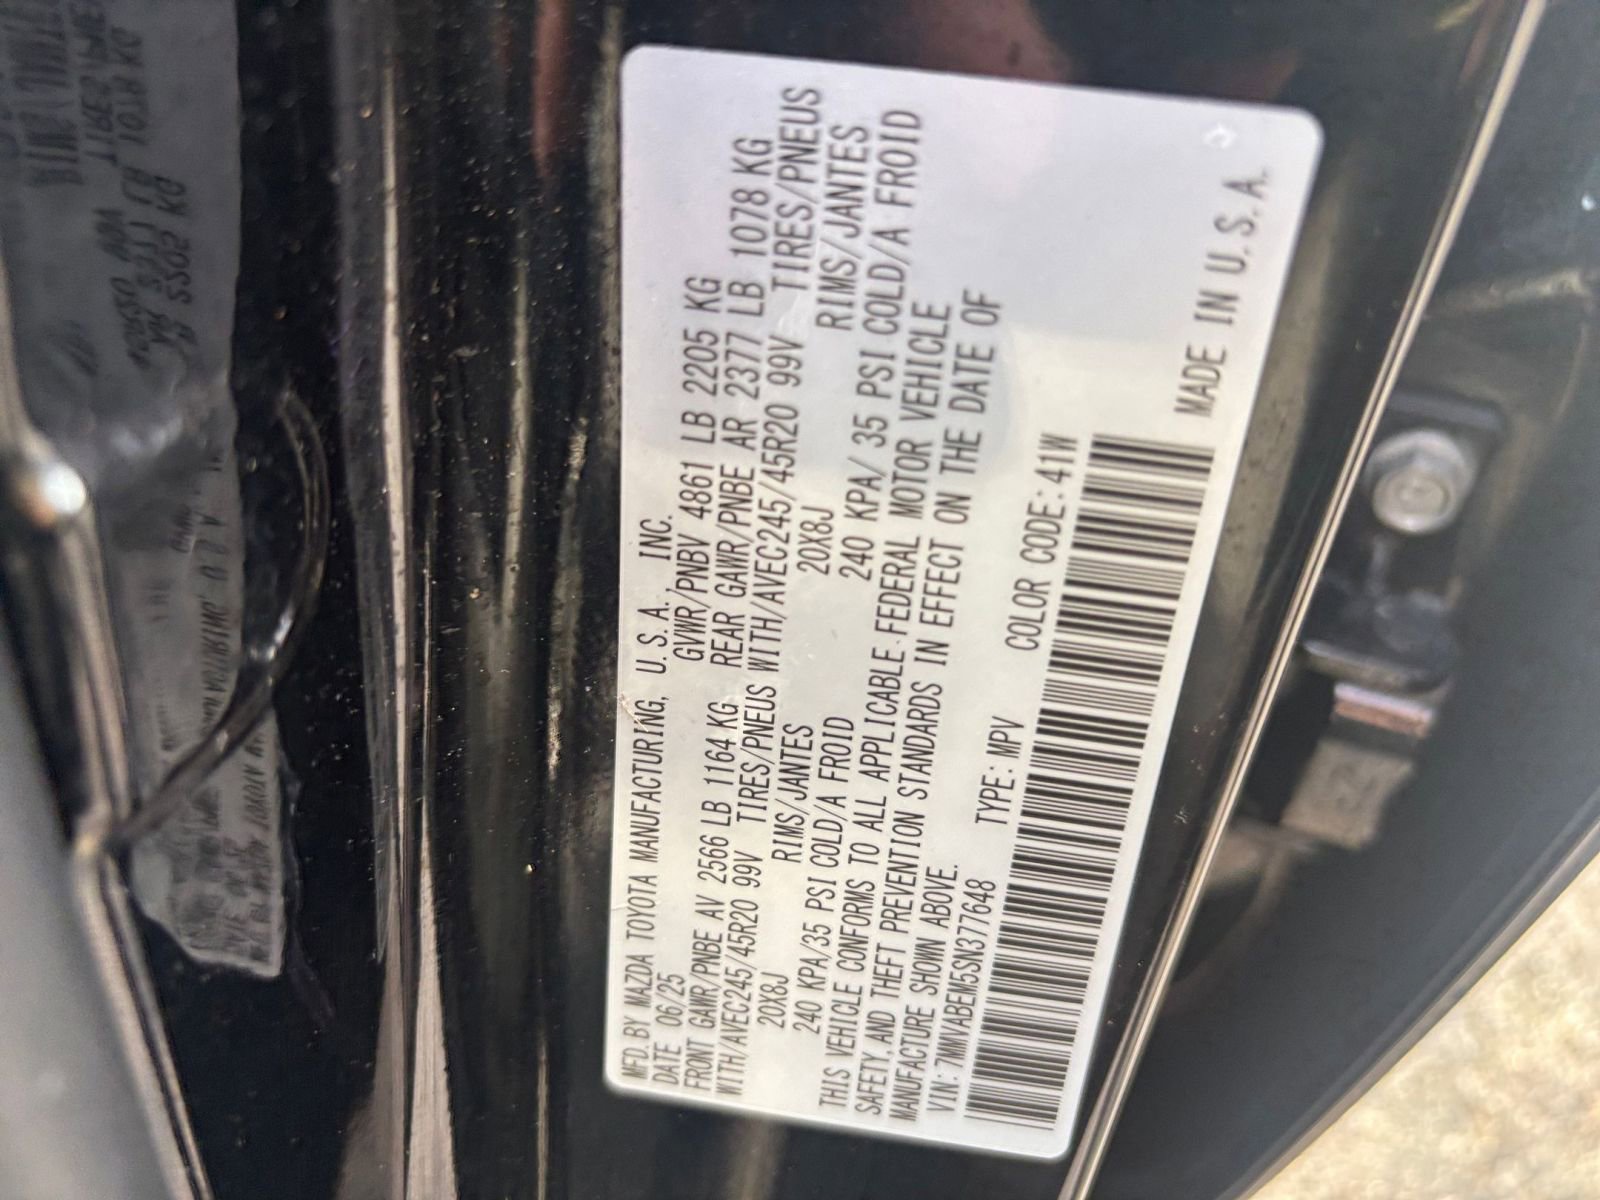 MFD. BY MAZDA TOYOTA MANUFACTURING, U.S.A. INC.
DATE 06/25 GVWR/PNBV 4861 LB 2205 KG
FRONT GAWR/PNBE AV 2566 LB 1164 KG REAR GAWR/PNBE AR 2377 LB 1078 KG
WITH/AVEC245/45R20 99V TIRES/PNEUS WITH/AVEC245/45R20 99V TIRES/PNEUS
20X8J RIMS/JANTES 20X8J RIMS/JANTES
240 KPA/35 PSI COLD/A FROID 240 KPA/ 35 PSI COLD/A FROID
THIS VEHICLE CONFORMS TO ALL APPLICABLE FEDERAL MOTOR VEHICLE
SAFETY, AND THEFT PREVENTION STANDARDS IN EFFECT ON THE DATE OF
MANUFACTURE SHOWN ABOVE.
VIN: 7MMVABEM5SN377648 TYPE: MPV COLOR CODE: 41W
MADE IN U.S.A.